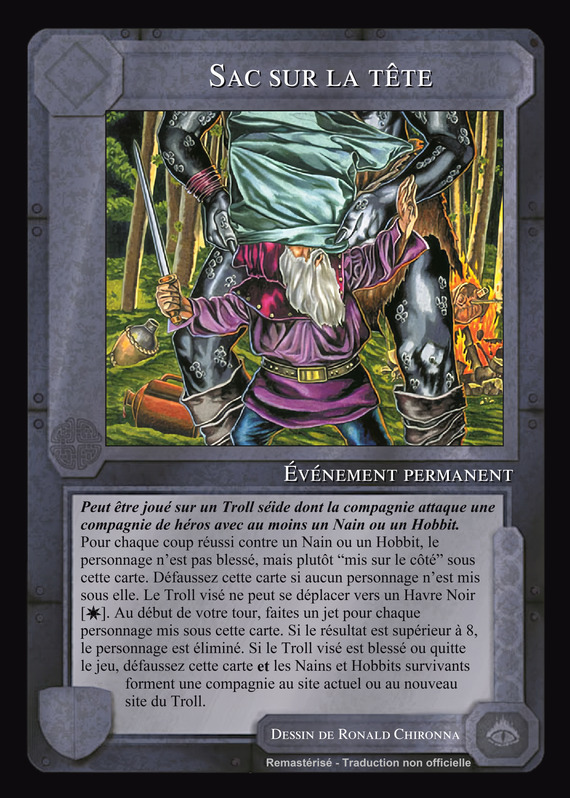 Sac sur la tête
Événement permanent
Peut être joué sur un Troll séide dont la compagnie attaque une
compagnie de héros avec au moins un Nain ou un Hobbit.
Pour chaque coup réussi contre un Nain ou un Hobbit, le
personnage n’est pas blessé, mais plutôt “mis sur le côté” sous
cette carte. Défaussez cette carte si aucun personnage n’est mis
sous elle. Le Troll visé ne peut se déplacer vers un Havre Noir
[✷]. Au début de votre tour, faites un jet pour chaque
personnage mis sous cette carte. Si le résultat est supérieur à 8,
le personnage est éliminé. Si le Troll visé est blessé ou quitte
le jeu, défaussez cette carte et les Nains et Hobbits survivants
forment une compagnie au site actuel ou au nouveau
site du Troll.
Dessin de Ronald Chironna
Remastérisé - Traduction non officielle